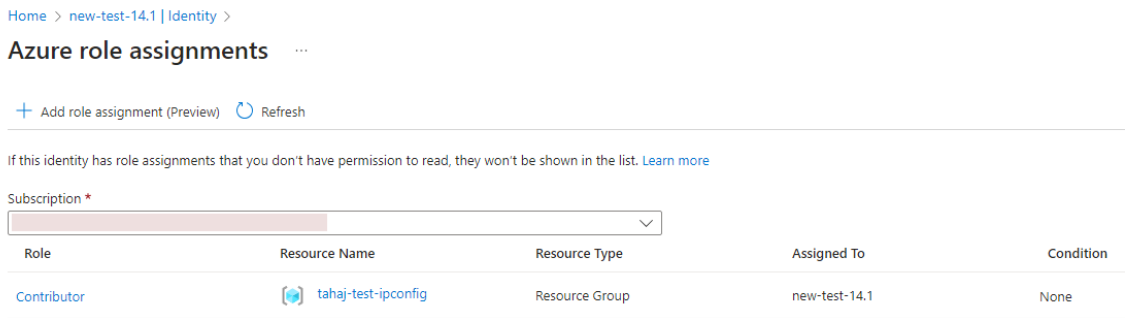 Home > new-test-14.1 | Identity >
Azure role assignments ...
+ Add role assignment (Preview) Refresh
If this identity has role assignments that you don't have permission to read, they won't be shown in the list. Learn more
Subscription *
Role Resource Name Resource Type Assigned To Condition
Contributor tahaj-test-ipconfig Resource Group new-test-14.1 None